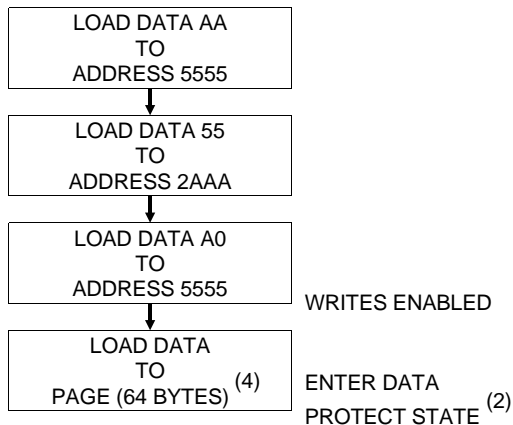 LOAD DATA AA
TO
ADDRESS 5555
LOAD DATA 55
TO
ADDRESS 2AAA
LOAD DATA A0
TO
ADDRESS 5555
WRITES ENABLED
LOAD DATA
TO
PAGE (64 BYTES) (4)
ENTER DATA
PROTECT STATE (2)